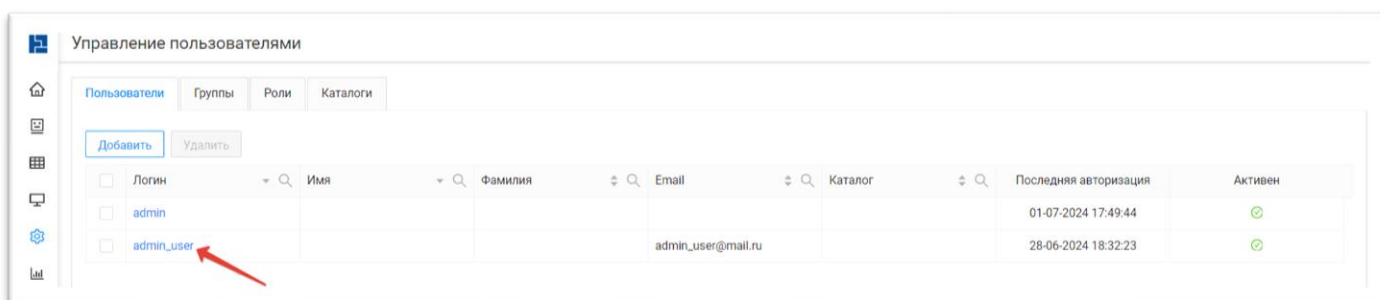 Управление пользователями
Пользователи Группы Роли Каталоги
Добавить Удалить
Логин Имя Фамилия Email Каталог Последняя авторизация Активен
admin 01-07-2024 17:49:44
admin_user admin_user@mail.ru 28-06-2024 18:32:23